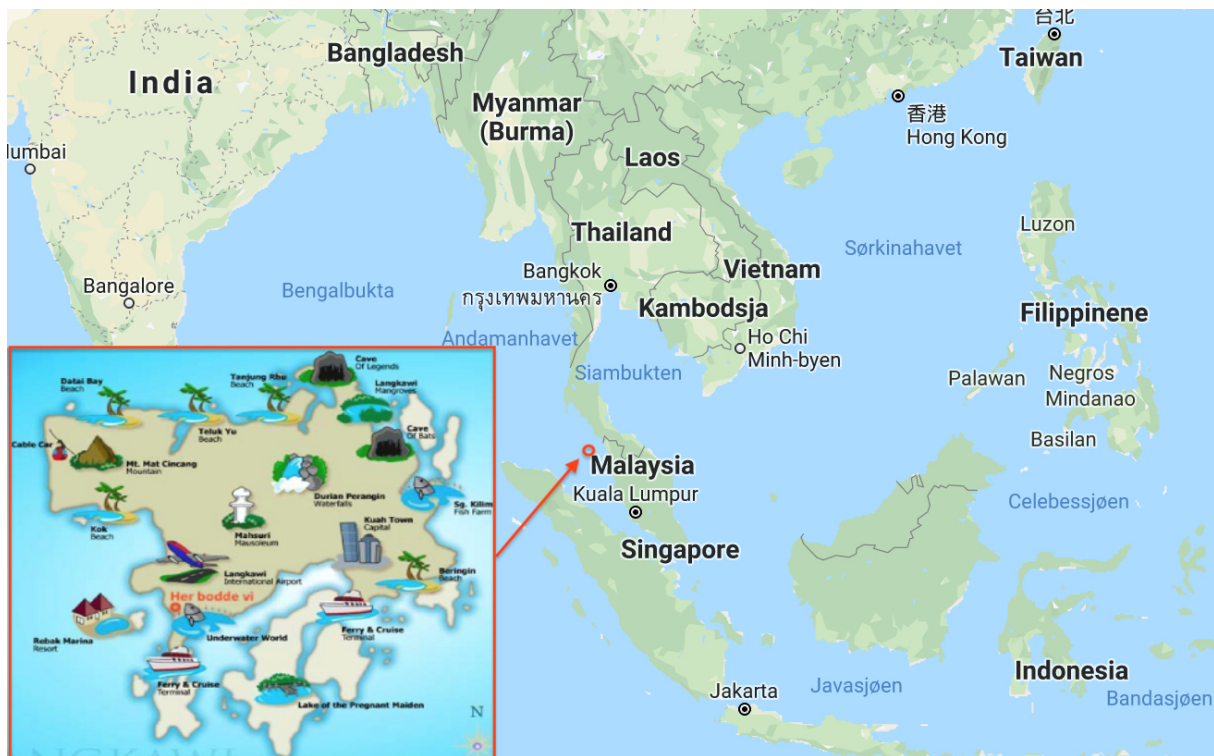 台北
Taiwan
Bangladesh
India
Myanmar
(Burma)
香港
Hong Kong
Laos
Thailand
Luzon
Sørkinahavet
Vietnam
Bangkok
กรุงเทพมหานคร
Bangalore
Bengalbukta
Kambodsja
Filippinene
Andamanhavet
Ho Chi
Minh-byen
Siambukten
Palawan
Negros
Mindanao
Basilan
Malaysia
Kuala Lumpur
Celebessjøen
Singapore
Indonesia
Jakarta
Javasjøen
Bandasjøen
Cave
Of Legends
Datai Bay
Beach
Tanjung Rhu
Beach
Langkawi
Mangroves
Teluk Yu
Beach
Cave
Of Bats
Cable Car
Mt. Mat Cincang
Mountain
Durian Perangin
Waterfalls
Sg. Kilim
Fish Farm
Kok
Beach
Mahsuri
Mausoleum
Kuah Town
Capital
Langkawi
International Airport
Beringin
Beach
Her bodde vi
Rebak Marina
Resort
Underwater World
Ferry & Cruise
Terminal
Ferry & Cruise
Terminal
Lake of the Pregnant Maiden
N